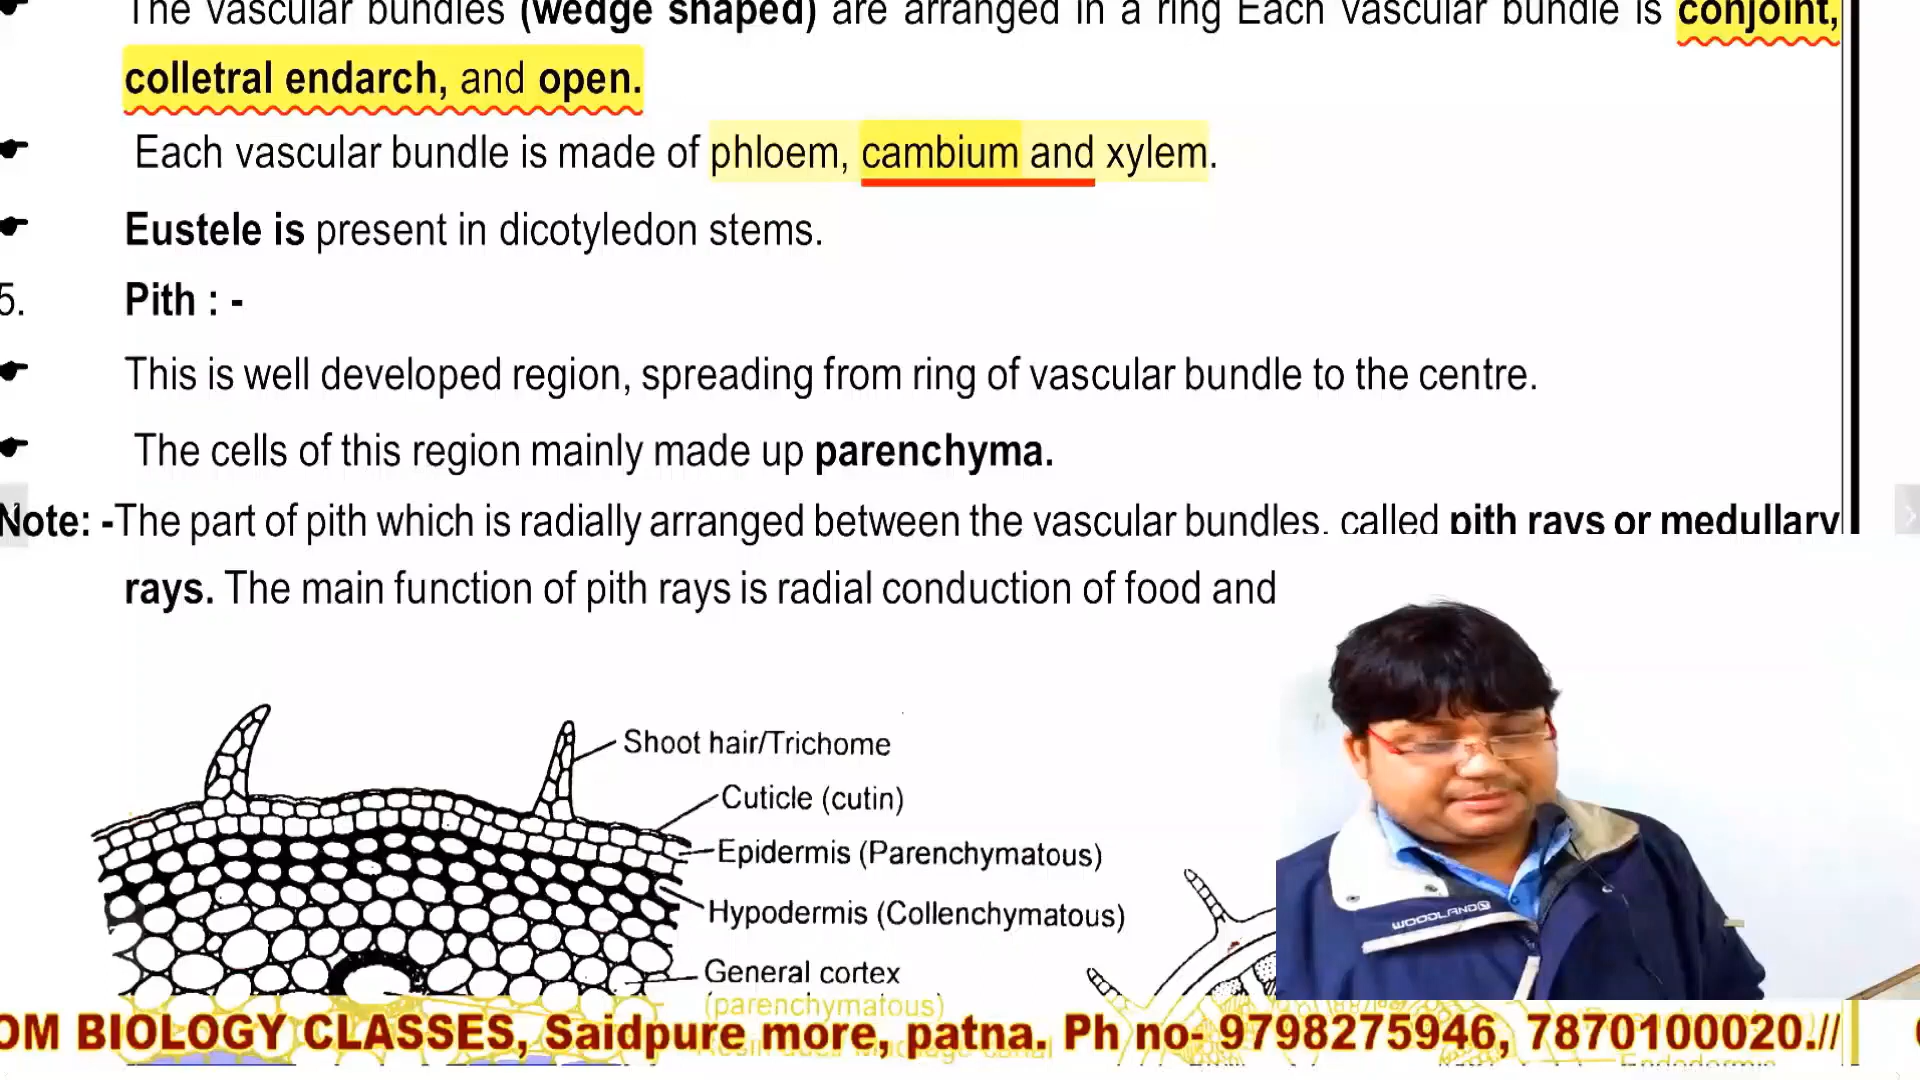 The vascular bundles (wedge shaped) are arranged in a ring Each vascular bundle is conjoint,
colletral endarch, and open.
Each vascular bundle is made of phloem, cambium and xylem.
Eustele is present in dicotyledon stems.
5. Pith : -
This is well developed region, spreading from ring of vascular bundle to the centre.
The cells of this region mainly made up parenchyma.
Note: -The part of pith which is radially arranged between the vascular bundles, called pith rays or medullary
rays. The main function of pith rays is radial conduction of food and
Shoot hair/Trichome
Cuticle (cutin)
Epidermis (Parenchymatous)
Hypodermis (Collenchymatous)
WOODLAND
General cortex
(parenchymatous)
OM BIOLOGY CLASSES, Saidpure more, patna. Ph no- 9798275946, 7870100020.//
Endodermis